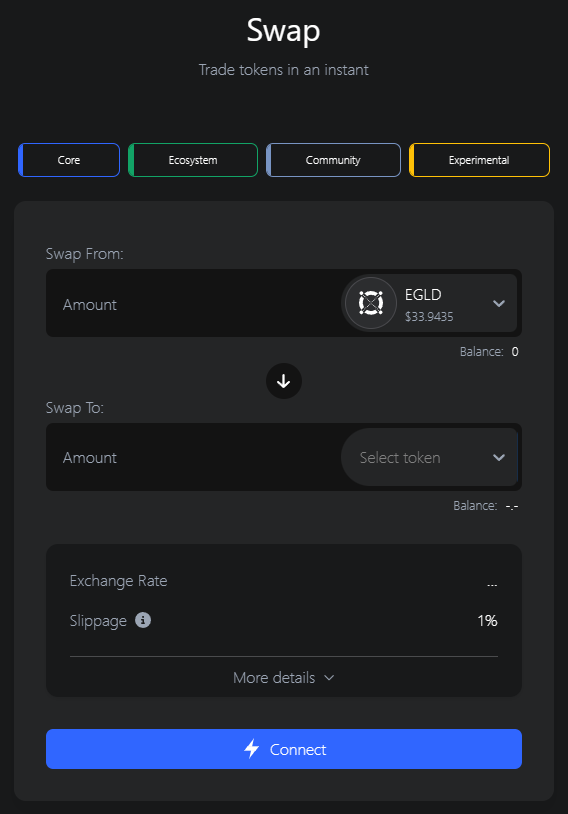 Swap
Trade tokens in an instant
Core
Ecosystem
Community
Experimental
Swap From:
Amount
EGLD
$33.9435
Balance: 0
Swap To:
Amount
Select token
Balance: -.-
Exchange Rate ...
Slippage 1%
More details
Connect